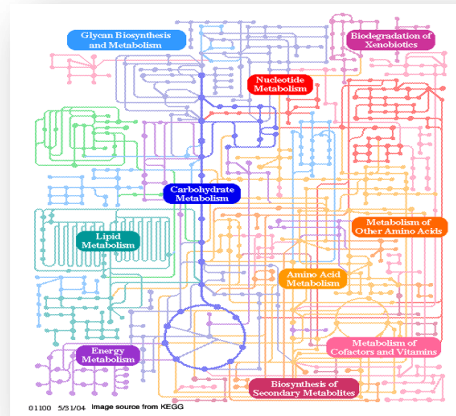 Glycan Biosynthesis
and Metabolism
Biodegradation of
Xenobiotics
Nucleotide
Metabolism
Carbohydrate
Metabolism
Lipid
Metabolism
Metabolism of
Other Amino Acids
Amino Acid
Metabolism
Energy
Metabolism
Metabolism of
Cofactors and Vitamins
Biosynthesis of
Secondary Metabolites
01100 5/31/04 Image source from KEGG